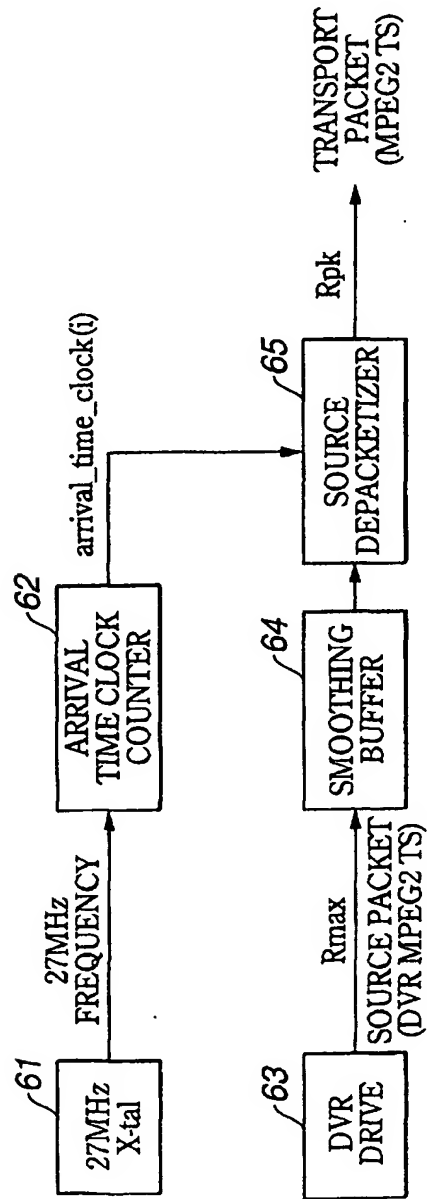 61
27MHz
X-tal
27MHz
FREQUENCY
62
ARRIVAL
TIME CLOCK
COUNTER
arrival_time_clock(i)
63
DVR
DRIVE
Rmax
SOURCE PACKET
(DVR MPEG2 TS)
64
SMOOTHING
BUFFER
65
SOURCE
DEPACKETIZER
Rpk
TRANSPORT
PACKET
(MPEG2 TS)